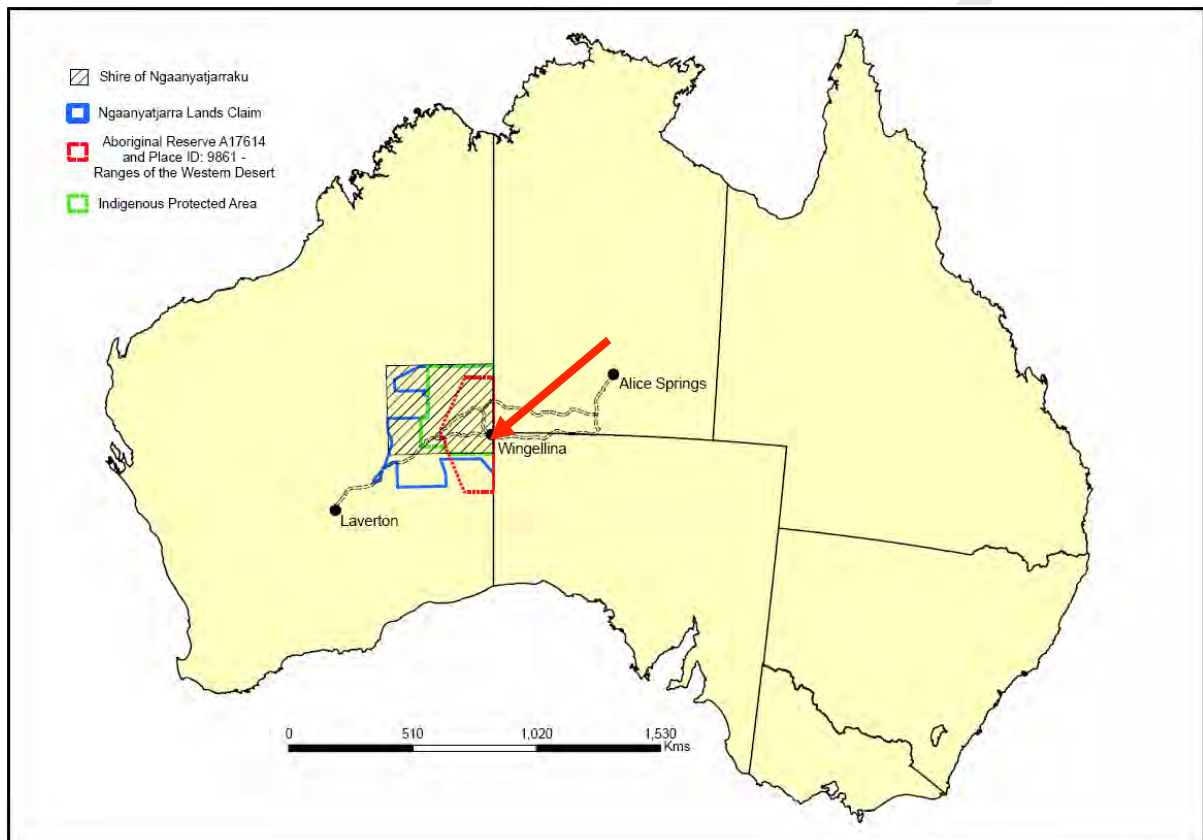 Shire of Ngaanyatjarraku
Ngaanyatjarra Lands Claim
Aboriginal Reserve A17614
and Place ID: 9861 -
Ranges of the Western Desert
Indigenous Protected Area
Alice Springs
Wingellina
Laverton
0 510 1,020 1,530
Kms